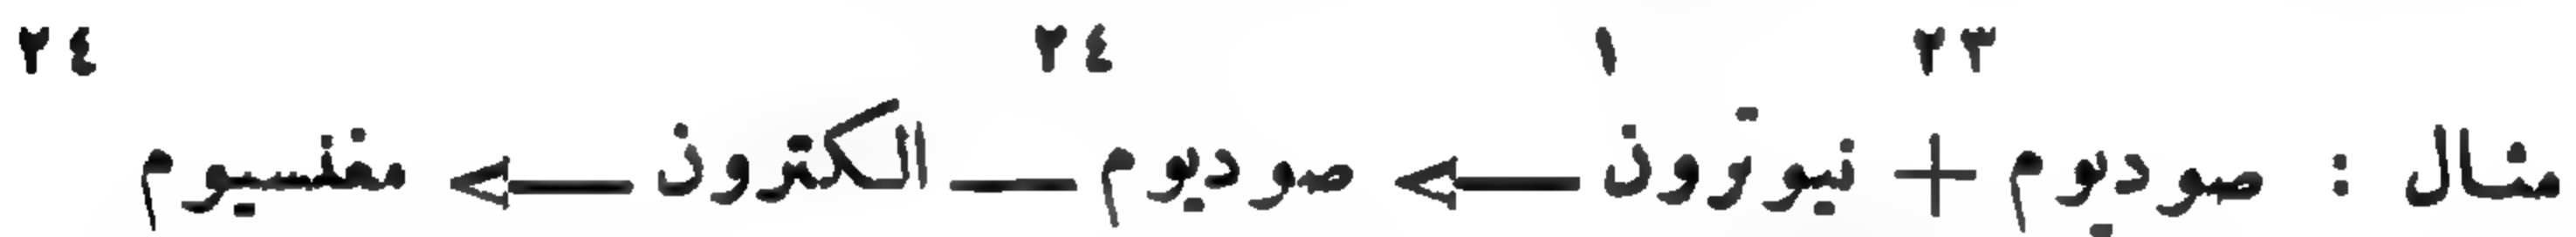 ٢٣ ١ ٢٤ ٢٤
مثال : صوديوم + نيوترون —> صوديوم — الكترون —> مغنسيوم